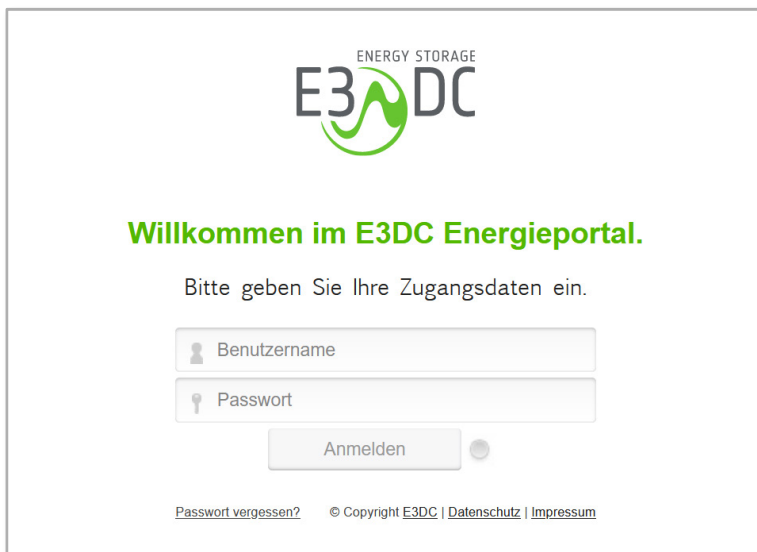 ENERGY STORAGE
E3DC
Willkommen im E3DC Energieportal.
Bitte geben Sie Ihre Zugangsdaten ein.
Benutzername
Passwort
Anmelden
Passwort vergessen? © Copyright E3DC | Datenschutz | Impressum